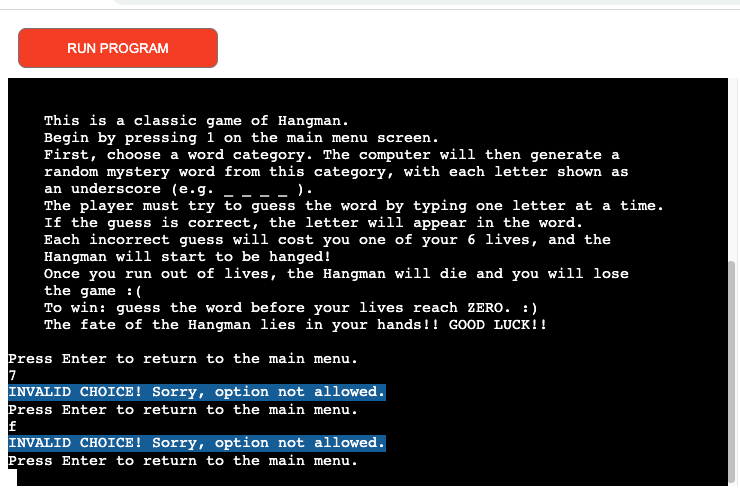 RUN PROGRAM
This is a classic game of Hangman.
Begin by pressing 1 on the main menu screen.
First, choose a word category. The computer will then generate a
random mystery word from this category, with each letter shown as
an underscore (e.g. _ _ _ _ ).
The player must try to guess the word by typing one letter at a time.
If the guess is correct, the letter will appear in the word.
Each incorrect guess will cost you one of your 6 lives, and the
Hangman will start to be hanged!
Once you run out of lives, the Hangman will die and you will lose
the game :(
To win: guess the word before your lives reach ZERO. :)
The fate of the Hangman lies in your hands!! GOOD LUCK!!
Press Enter to return to the main menu.
7
INVALID CHOICE! Sorry, option not allowed.
Press Enter to return to the main menu.
f
INVALID CHOICE! Sorry, option not allowed.
Press Enter to return to the main menu.